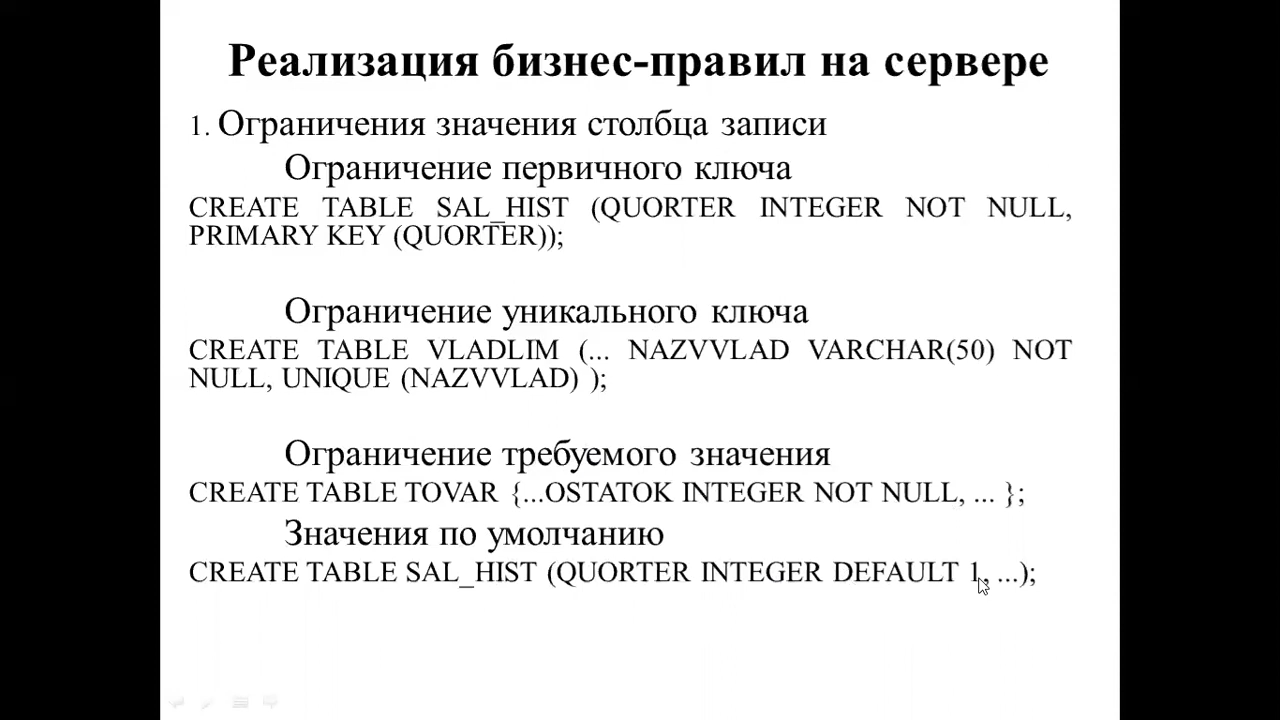 Реализация бизнес-правил на сервере
1. Ограничения значения столбца записи
Ограничение первичного ключа
CREATE TABLE SAL_HIST (QUORTER INTEGER NOT NULL,
PRIMARY KEY (QUORTER));
Ограничение уникального ключа
CREATE TABLE VLADLIM (... NAZVVLAD VARCHAR(50) NOT
NULL, UNIQUE (NAZVVLAD) );
Ограничение требуемого значения
CREATE TABLE TOVAR {...OSTATOK INTEGER NOT NULL, ... };
Значения по умолчанию
CREATE TABLE SAL_HIST (QUORTER INTEGER DEFAULT 1, ...);